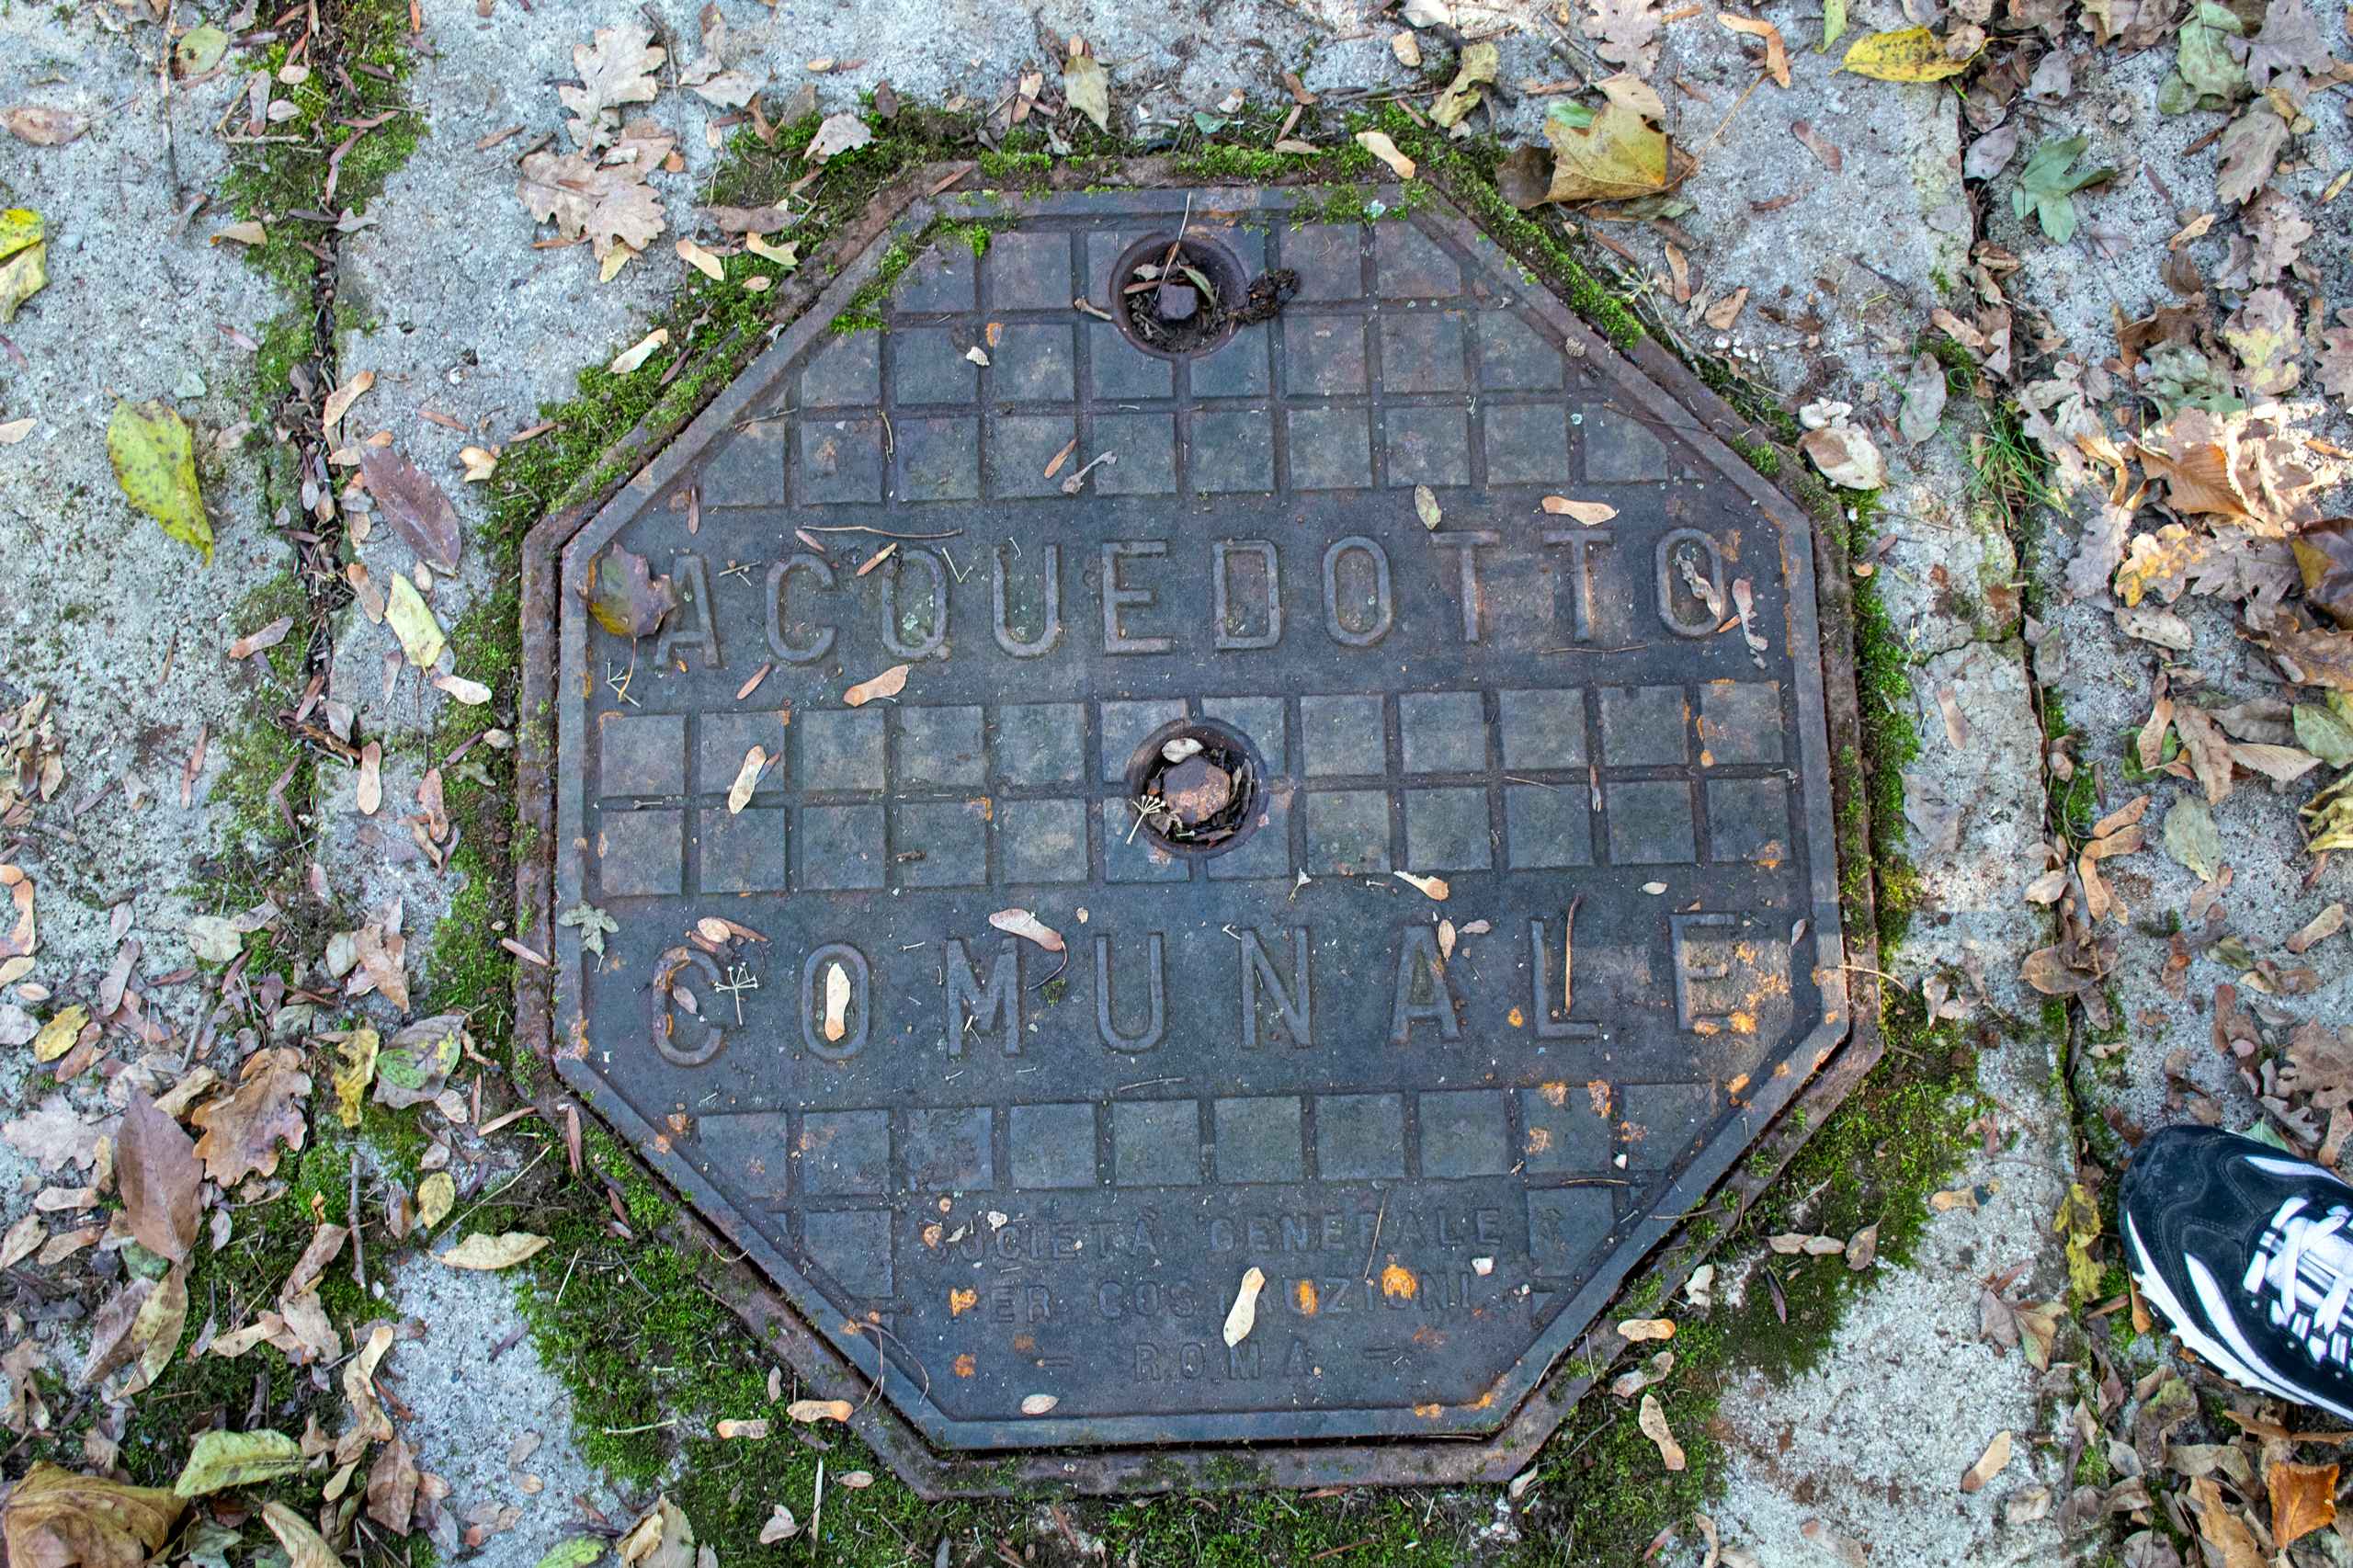 ACQUEDOTTO
COMUNALE
SOCIETÀ GENERALE
PER COSTRUZIONI
— ROMA —